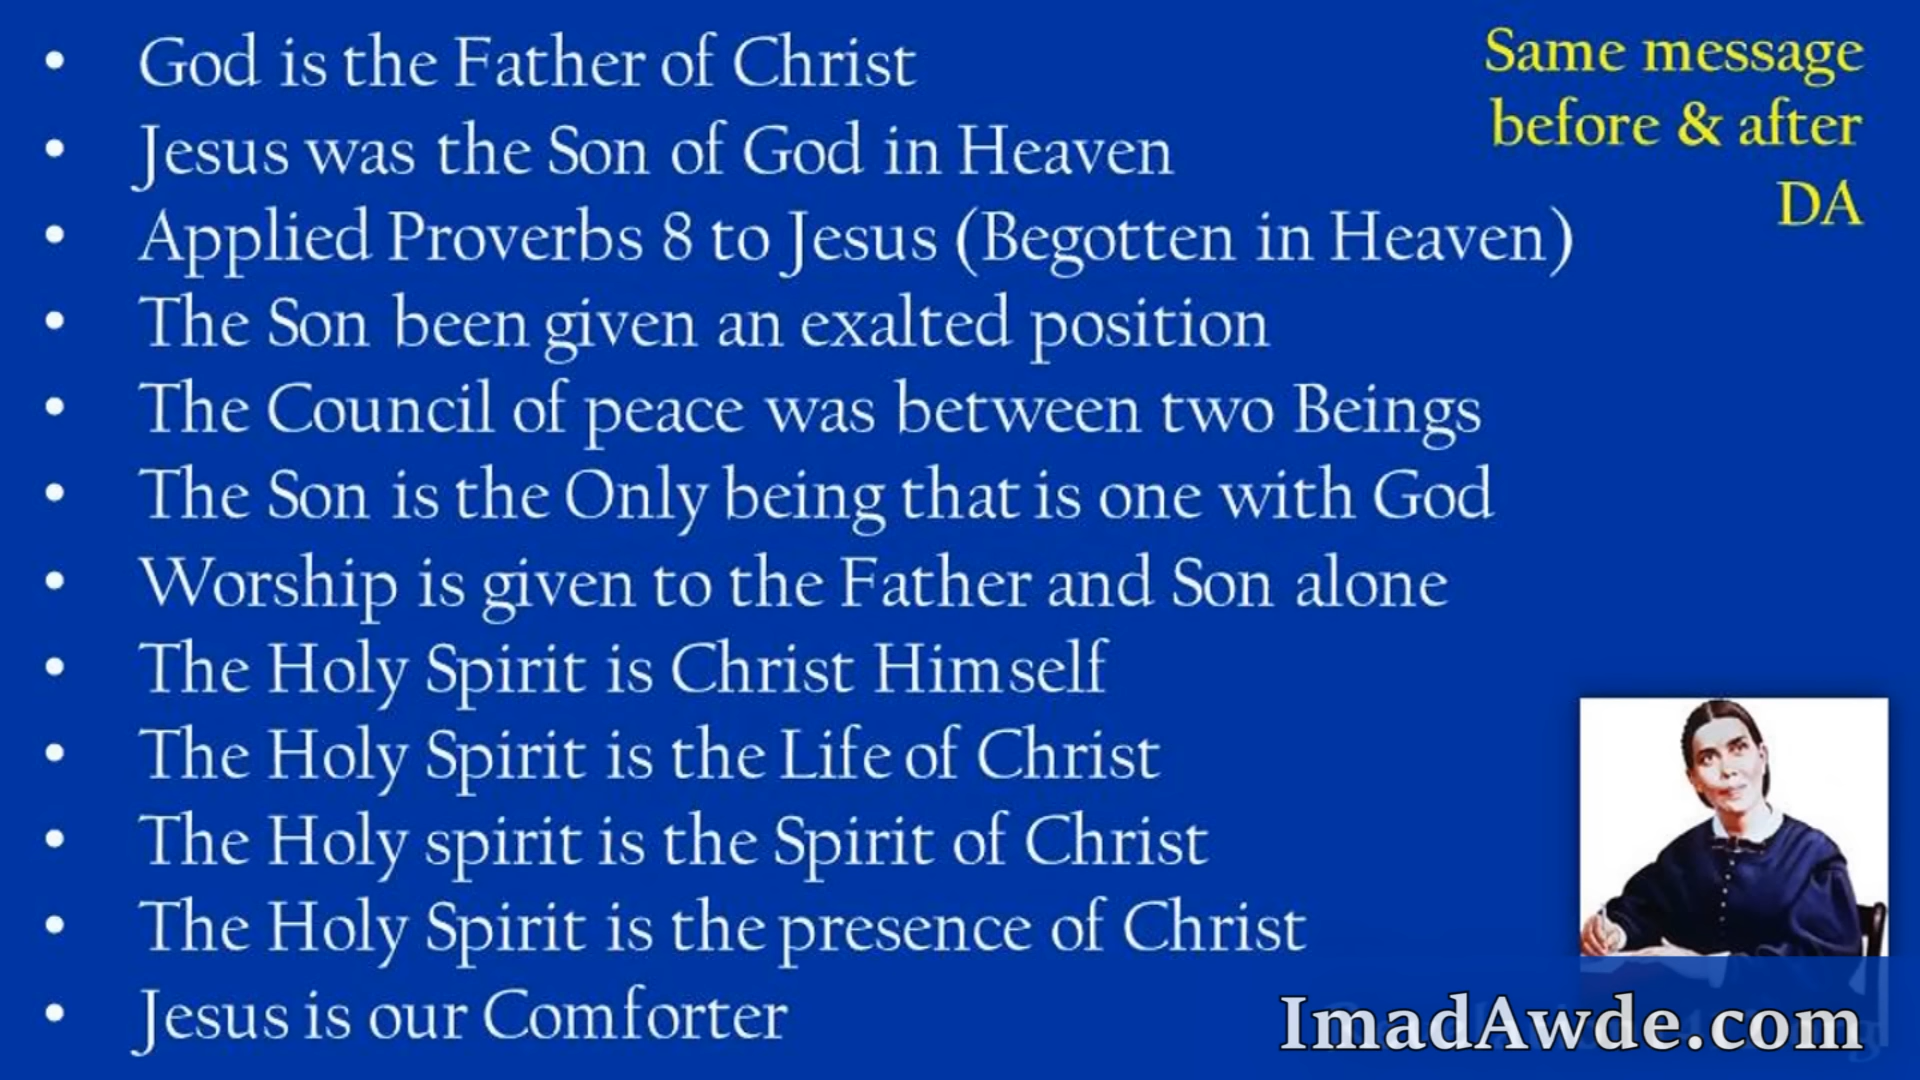 • God is the Father of Christ
• Jesus was the Son of God in Heaven
• Applied Proverbs 8 to Jesus (Begotten in Heaven)
• The Son been given an exalted position
• The Council of peace was between two Beings
• The Son is the Only being that is one with God
• Worship is given to the Father and Son alone
• The Holy Spirit is Christ Himself
• The Holy Spirit is the Life of Christ
• The Holy spirit is the Spirit of Christ
• The Holy Spirit is the presence of Christ
• Jesus is our Comforter
Same message
before & after
DA
ImadAwde.com